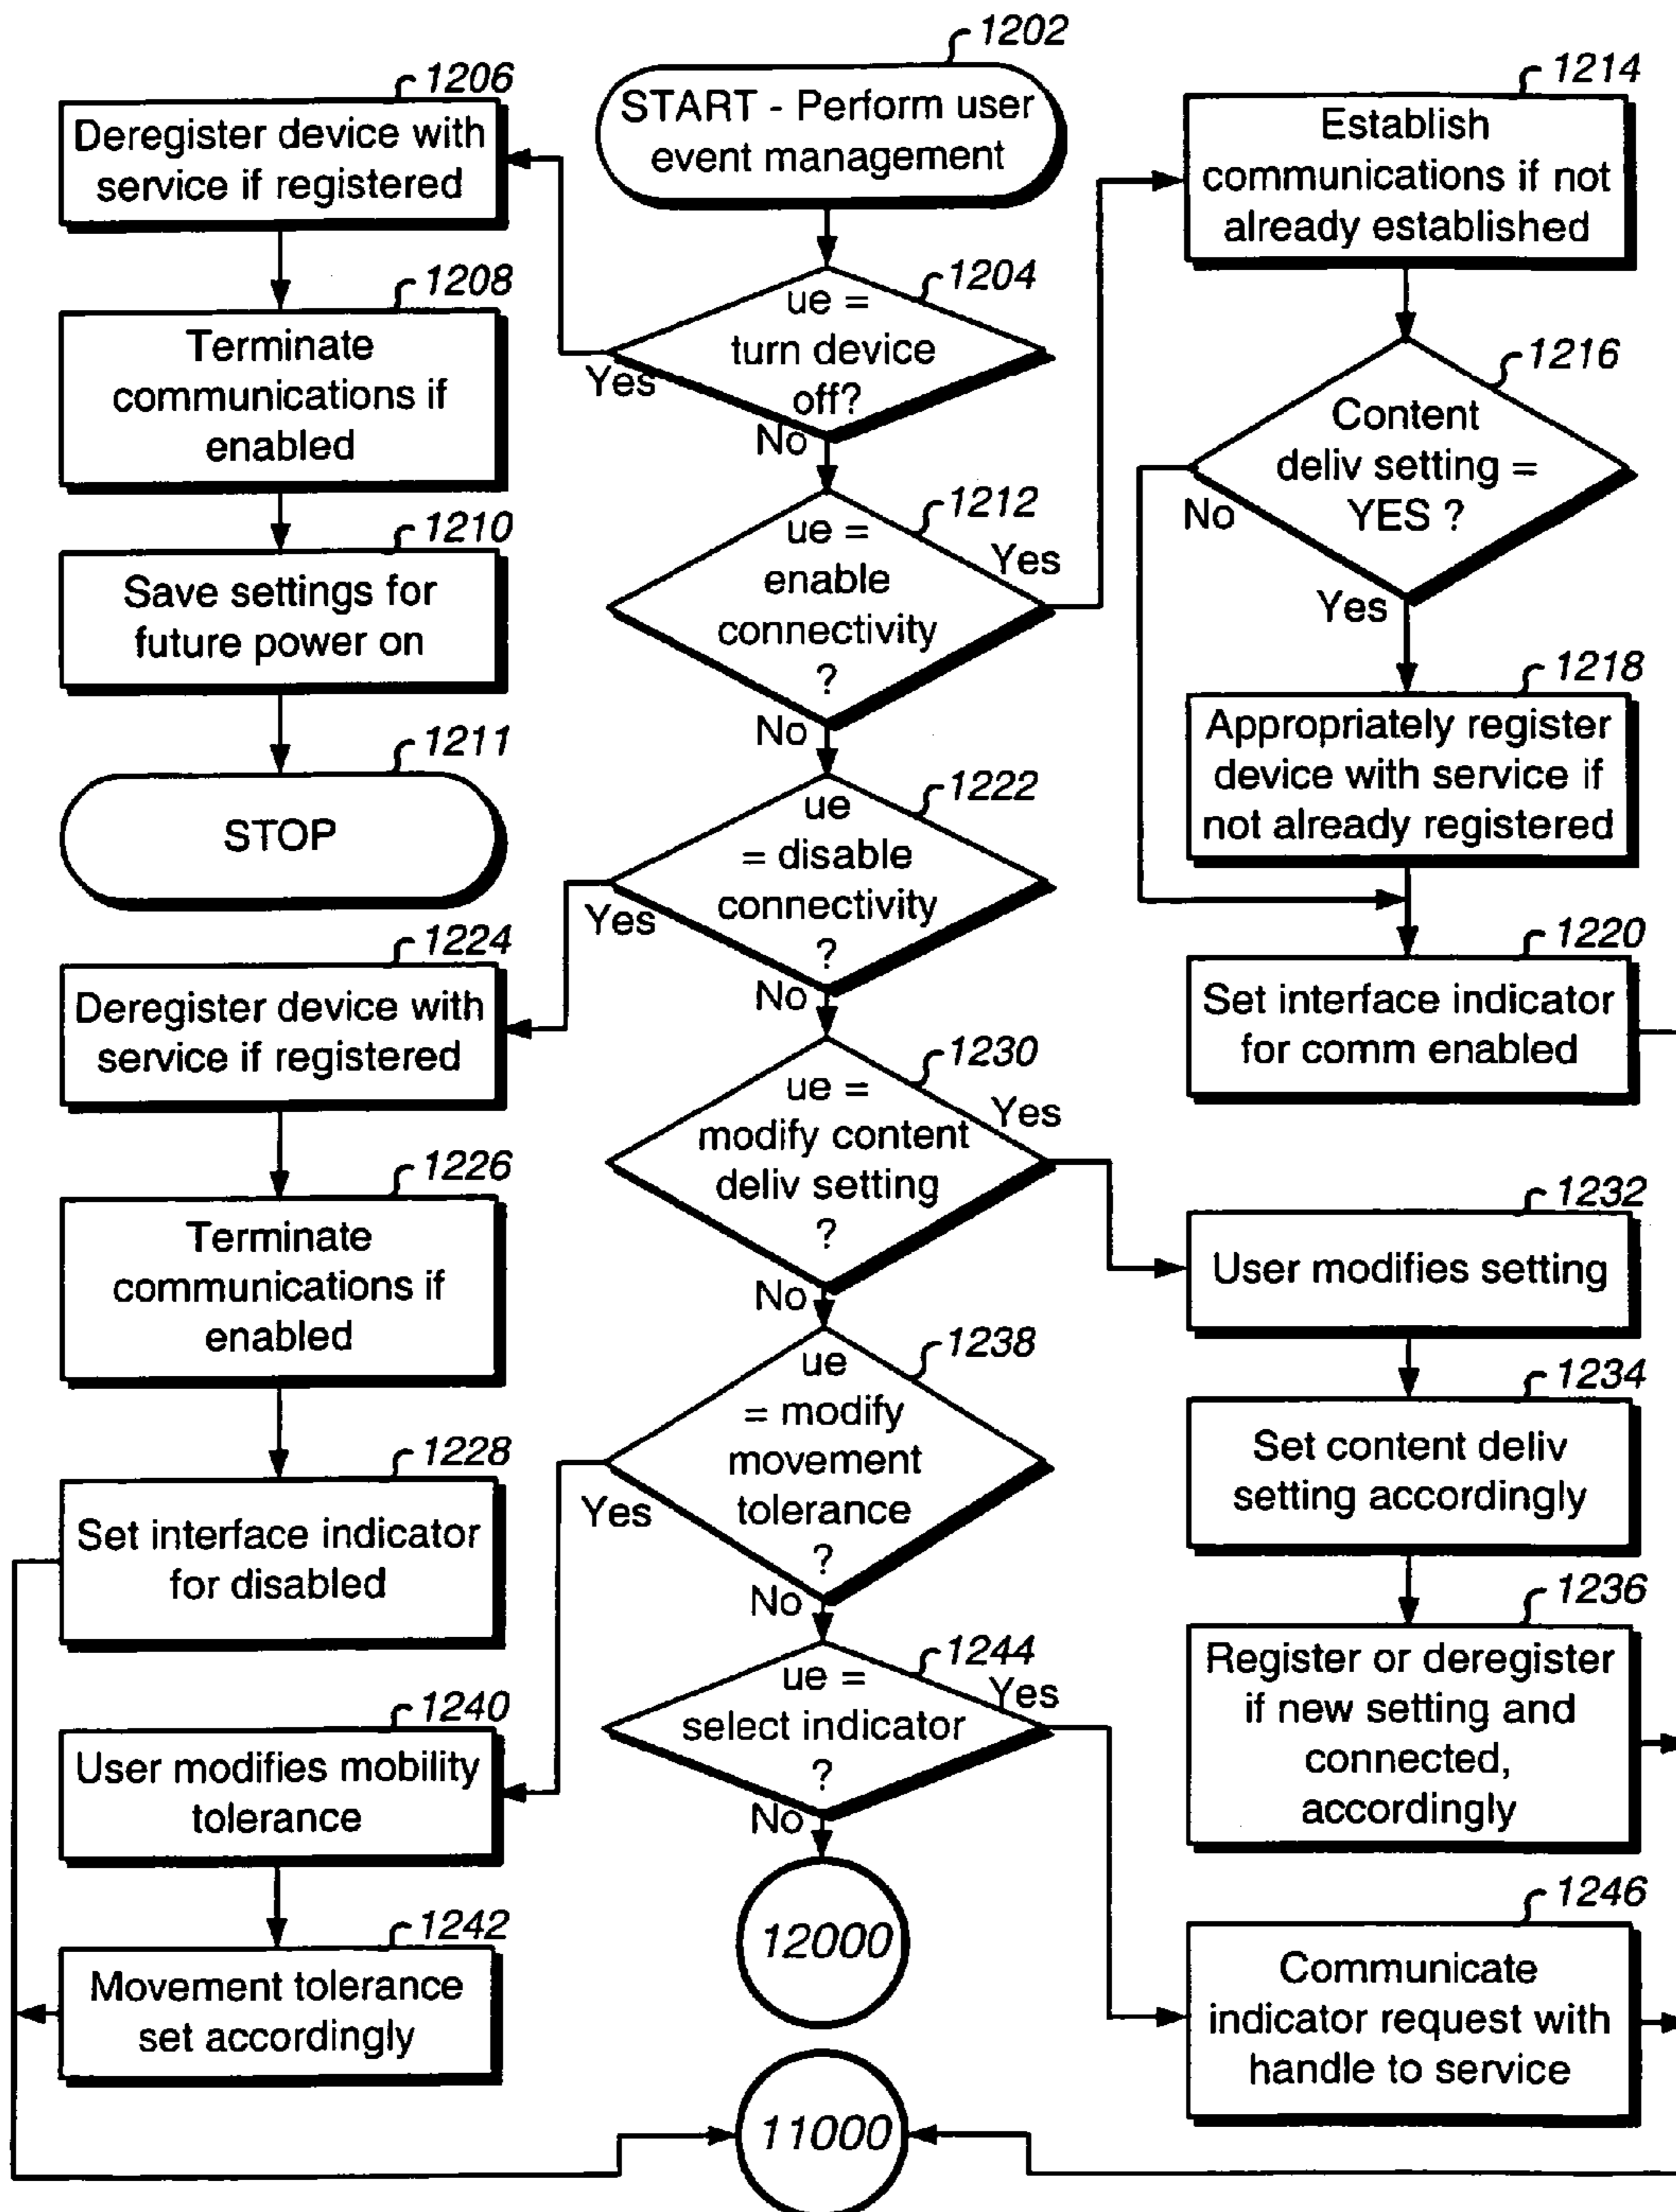 1202
START - Perform user
event management
1204
ue =
turn device
off?
Yes
No
1206
Deregister device with
service if registered
1208
Terminate
communications if
enabled
1210
Save settings for
future power on
1211
STOP
1212
ue =
enable
connectivity
?
Yes
No
1214
Establish
communications if not
already established
1216
Content
deliv setting =
YES ?
No
Yes
1218
Appropriately register
device with service if
not already registered
1220
Set interface indicator
for comm enabled
1222
ue
= disable
connectivity
?
Yes
No
1224
Deregister device with
service if registered
1226
Terminate
communications if
enabled
1228
Set interface indicator
for disabled
1230
ue =
modify content
deliv setting
?
Yes
No
1232
User modifies setting
1234
Set content deliv
setting accordingly
1236
Register or deregister
if new setting and
connected,
accordingly
1238
ue
= modify
movement
tolerance
?
Yes
No
1240
User modifies mobility
tolerance
1242
Movement tolerance
set accordingly
1244
ue =
select indicator
?
Yes
No
1246
Communicate
indicator request with
handle to service
12000
11000